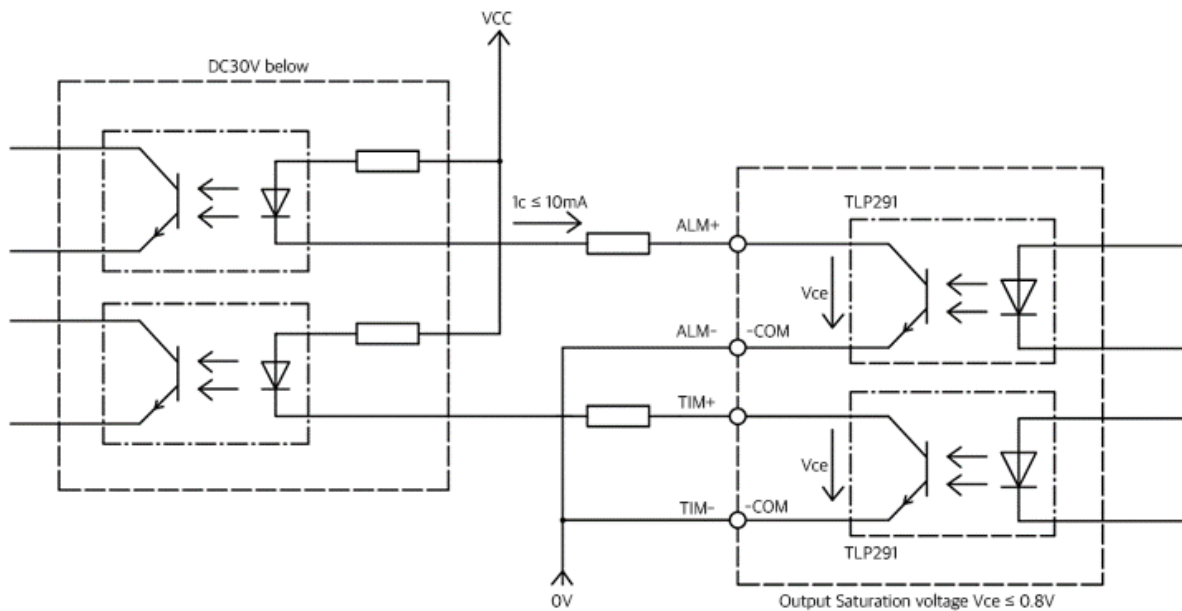 VCC
DC30V below
1c ≤ 10mA
ALM+
TLP291
Vce
ALM-
-COM
TIM+
Vce
TIM-
-COM
TLP291
0V
Output Saturation voltage Vce ≤ 0.8V